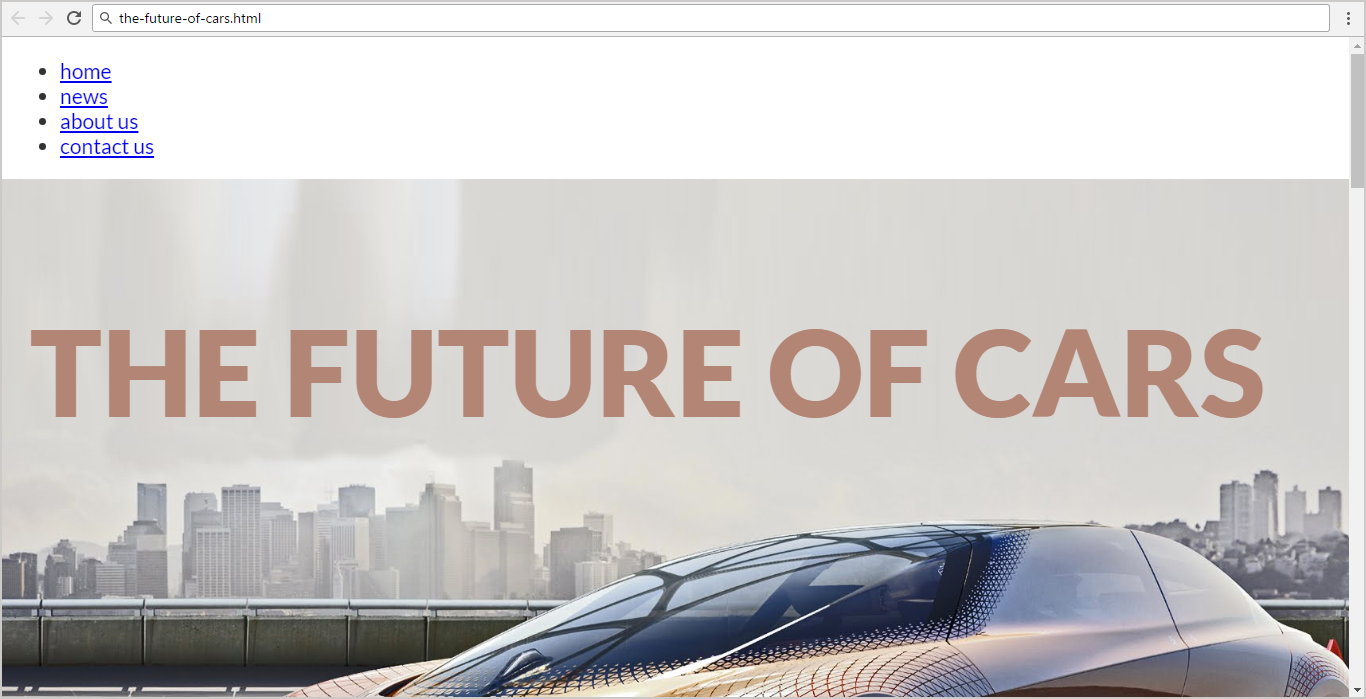 the-future-of-cars.html
home
news
about us
contact us
THE FUTURE OF CARS